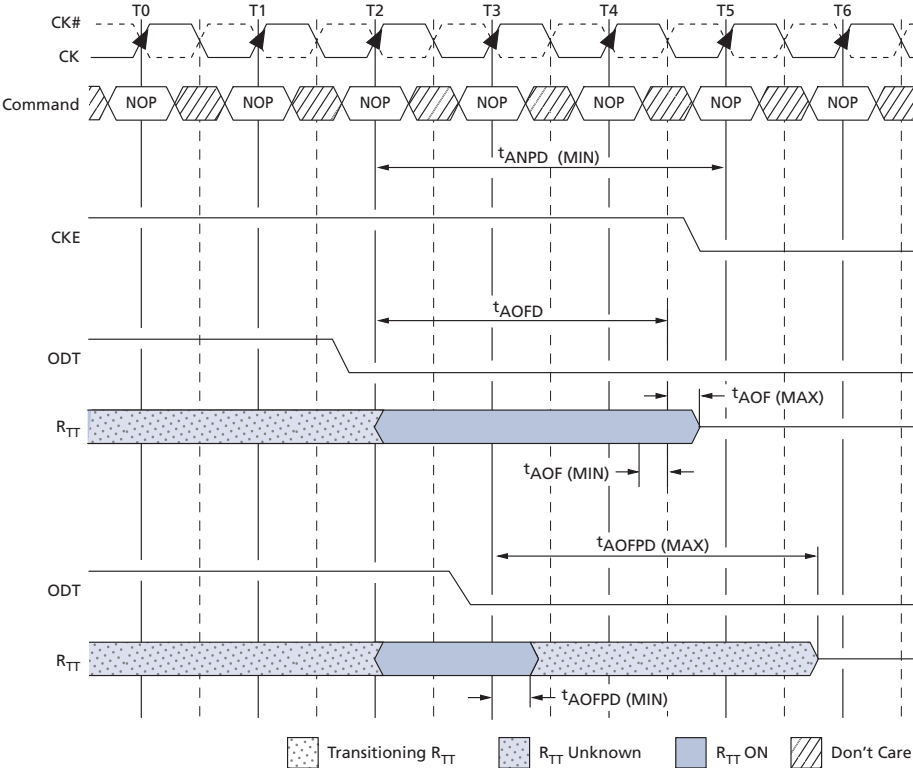 T0 T1 T2 T3 T4 T5 T6
CK#
CK
Command NOP NOP NOP NOP NOP NOP NOP
tANPD (MIN)
CKE
tAOFD
ODT
tAOF (MAX)
RTT
tAOF (MIN)
tAOFPD (MAX)
ODT
RTT
tAOFPD (MIN)
Transitioning RTT RTT Unknown RTT ON Don't Care